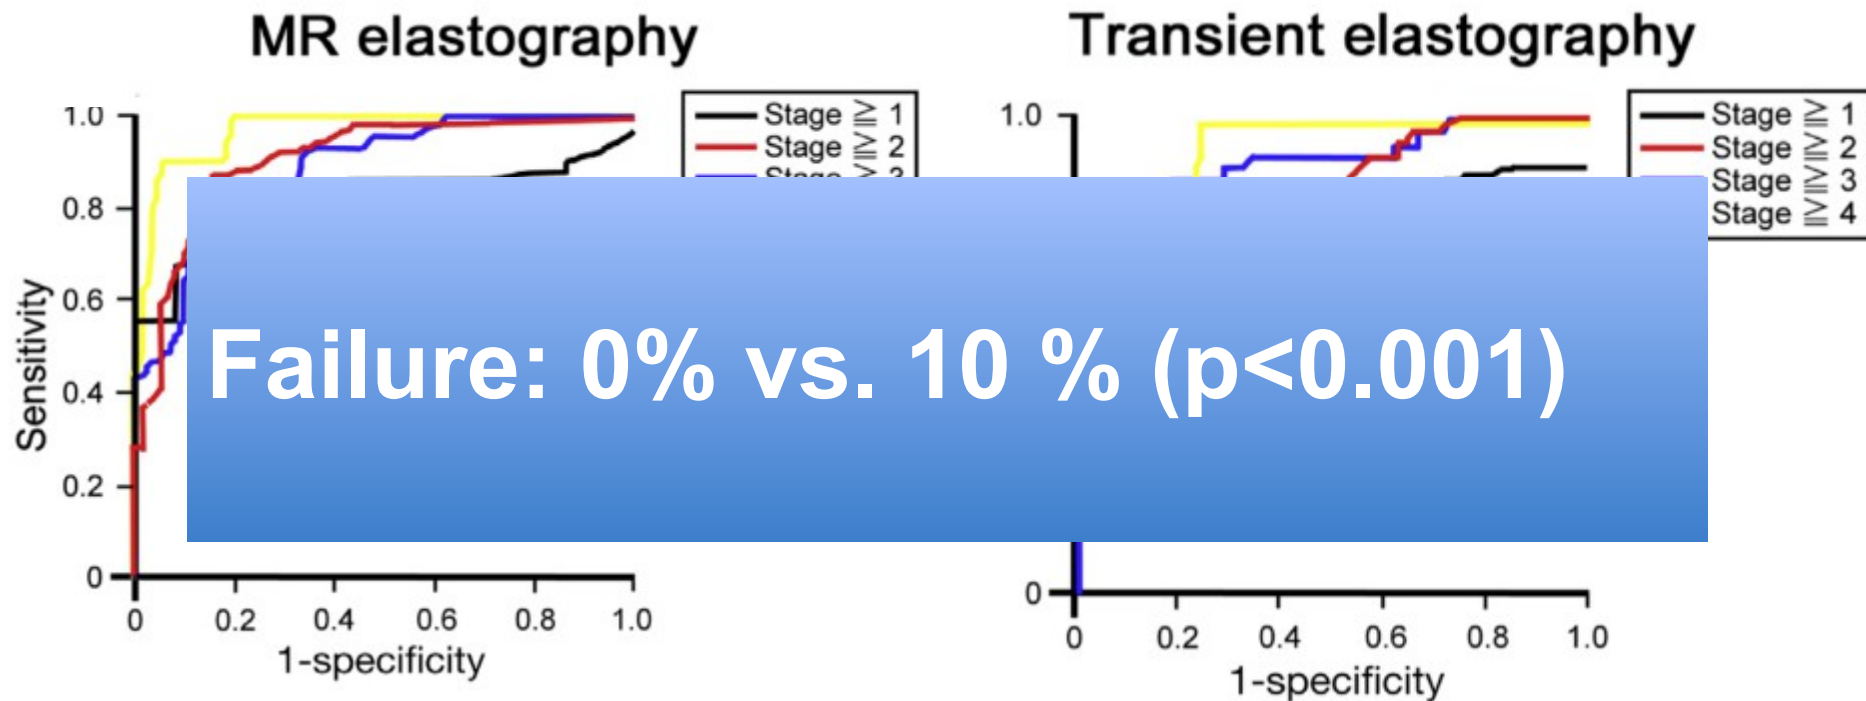 MR elastography
1.0
0.8
0.6
0.4
0.2
0
Sensitivity
0
0.2
0.4
0.6
0.8
1.0
1-specificity
Stage ≧ 1
Stage ≧ 2
Transient elastography
1.0
0
0
0.2
0.4
0.6
0.8
1.0
1-specificity
Stage ≧ 1
Stage ≧ 2
Stage ≧ 3
Stage ≧ 4
Failure: 0% vs. 10 % (p<0.001)